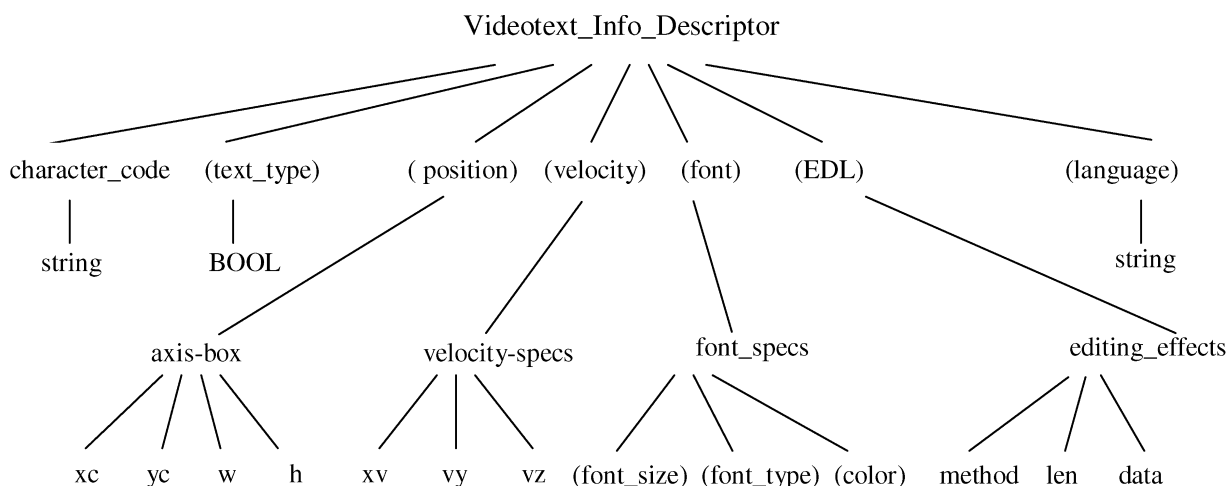 Videotext_Info_Descriptor
character_code (text_type) ( position) (velocity) (font) (EDL) (language)
string BOOL string
axis-box velocity-specs font_specs editing_effects
xc yc w h xv vy vz (font_size) (font_type) (color) method len data